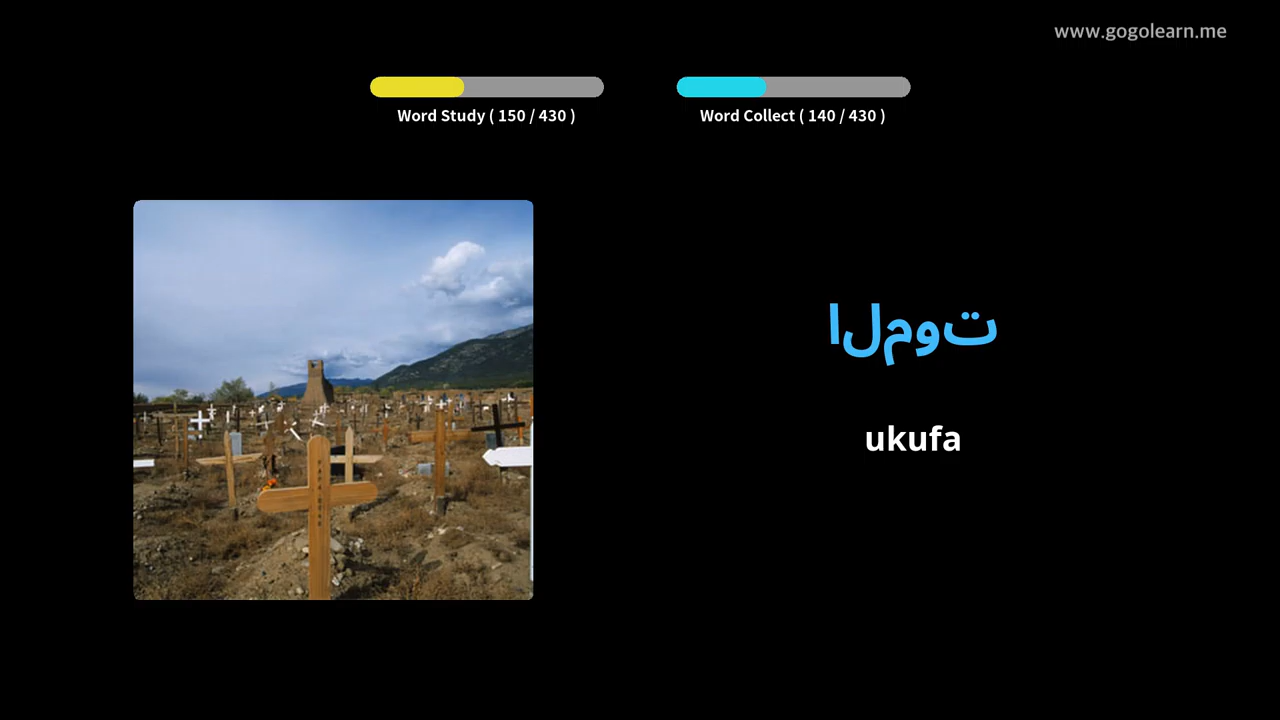 www.gogolearn.me
Word Study ( 150 / 430 )
Word Collect ( 140 / 430 )
الموت
ukufa